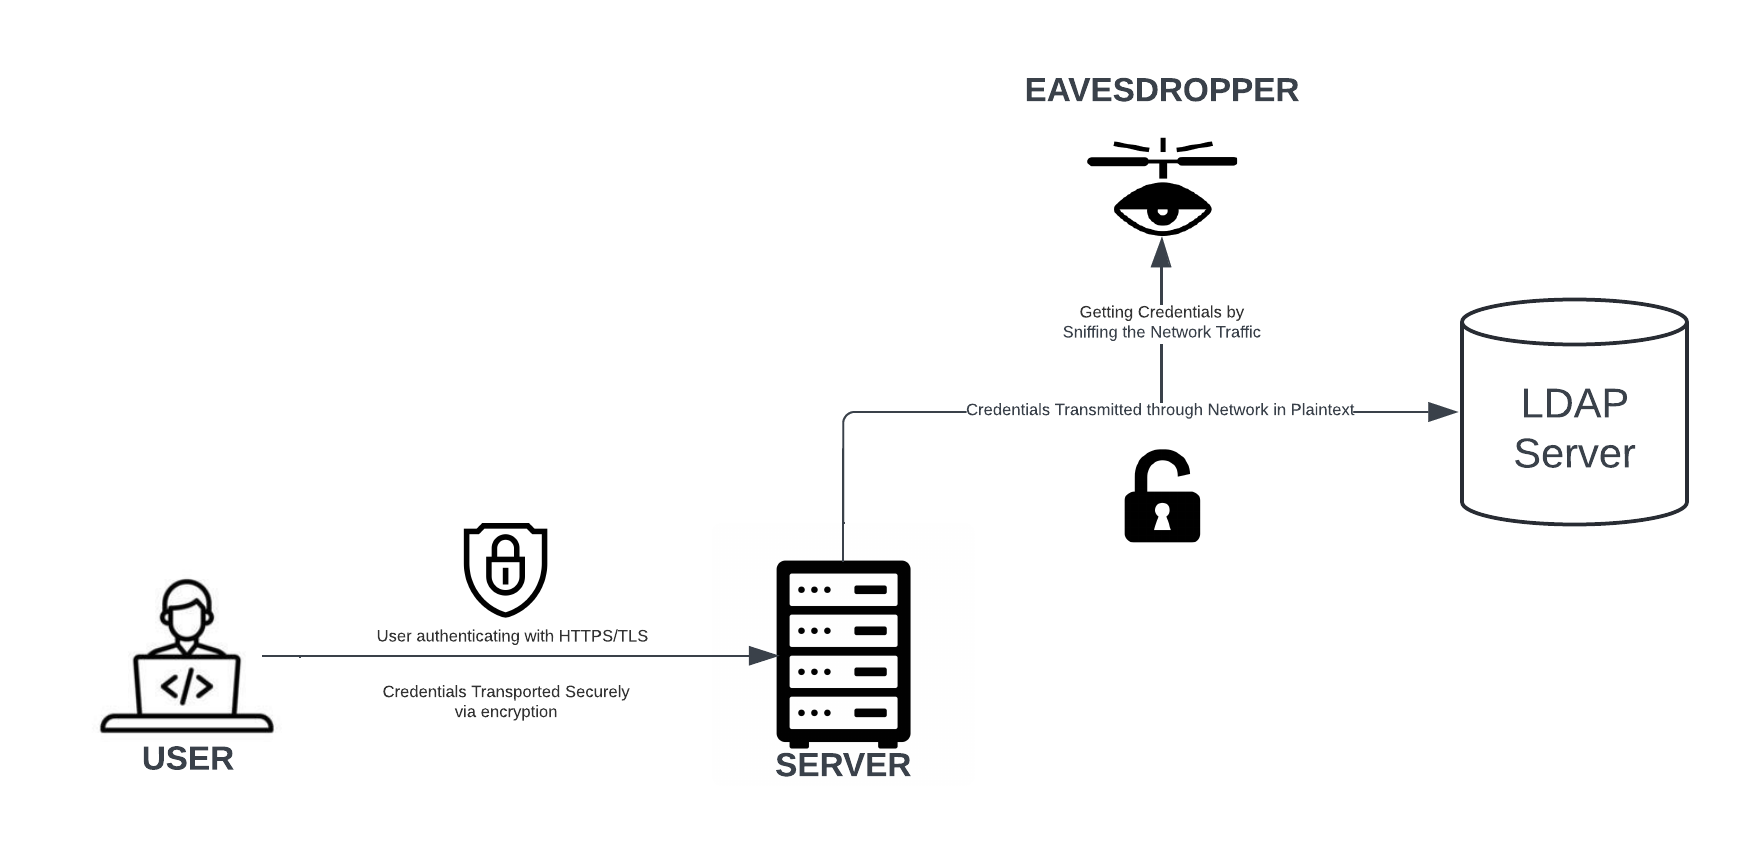 EAVESDROPPER
Getting Credentials by
Sniffing the Network Traffic
Credentials Transmitted through Network in Plaintext
LDAP
Server
User authenticating with HTTPS/TLS
Credentials Transported Securely
via encryption
USER
SERVER